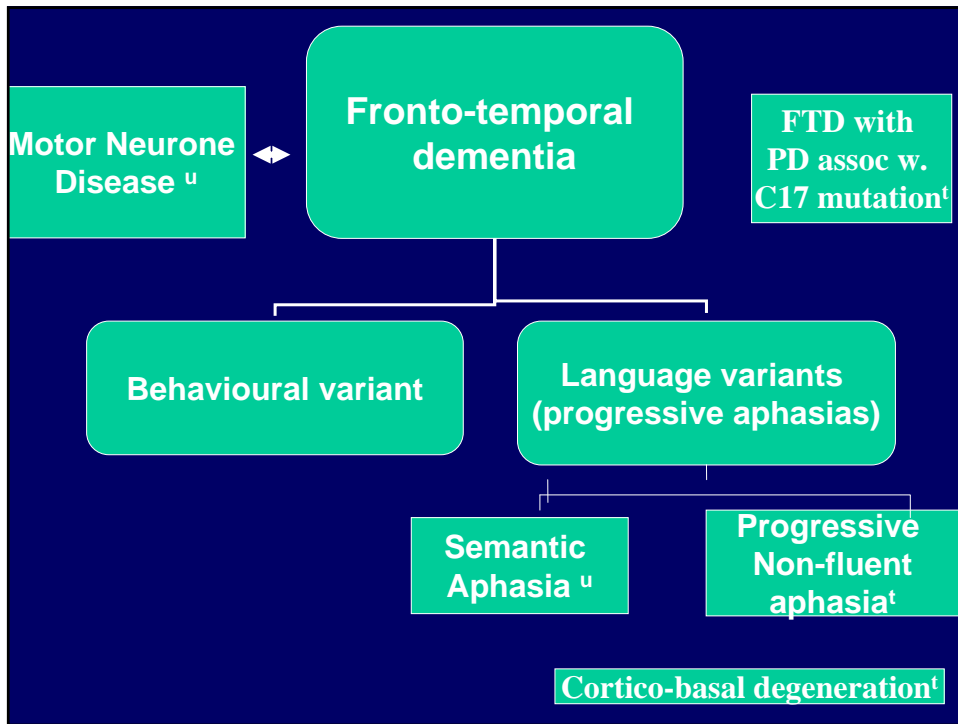 Fronto-temporal
dementia
Motor Neurone
Disease ᵘ
FTD with
PD assoc w.
C17 mutationᵗ
Behavioural variant
Language variants
(progressive aphasias)
Semantic
Aphasia ᵘ
Progressive
Non-fluent
aphasiaᵗ
Cortico-basal degenerationᵗ